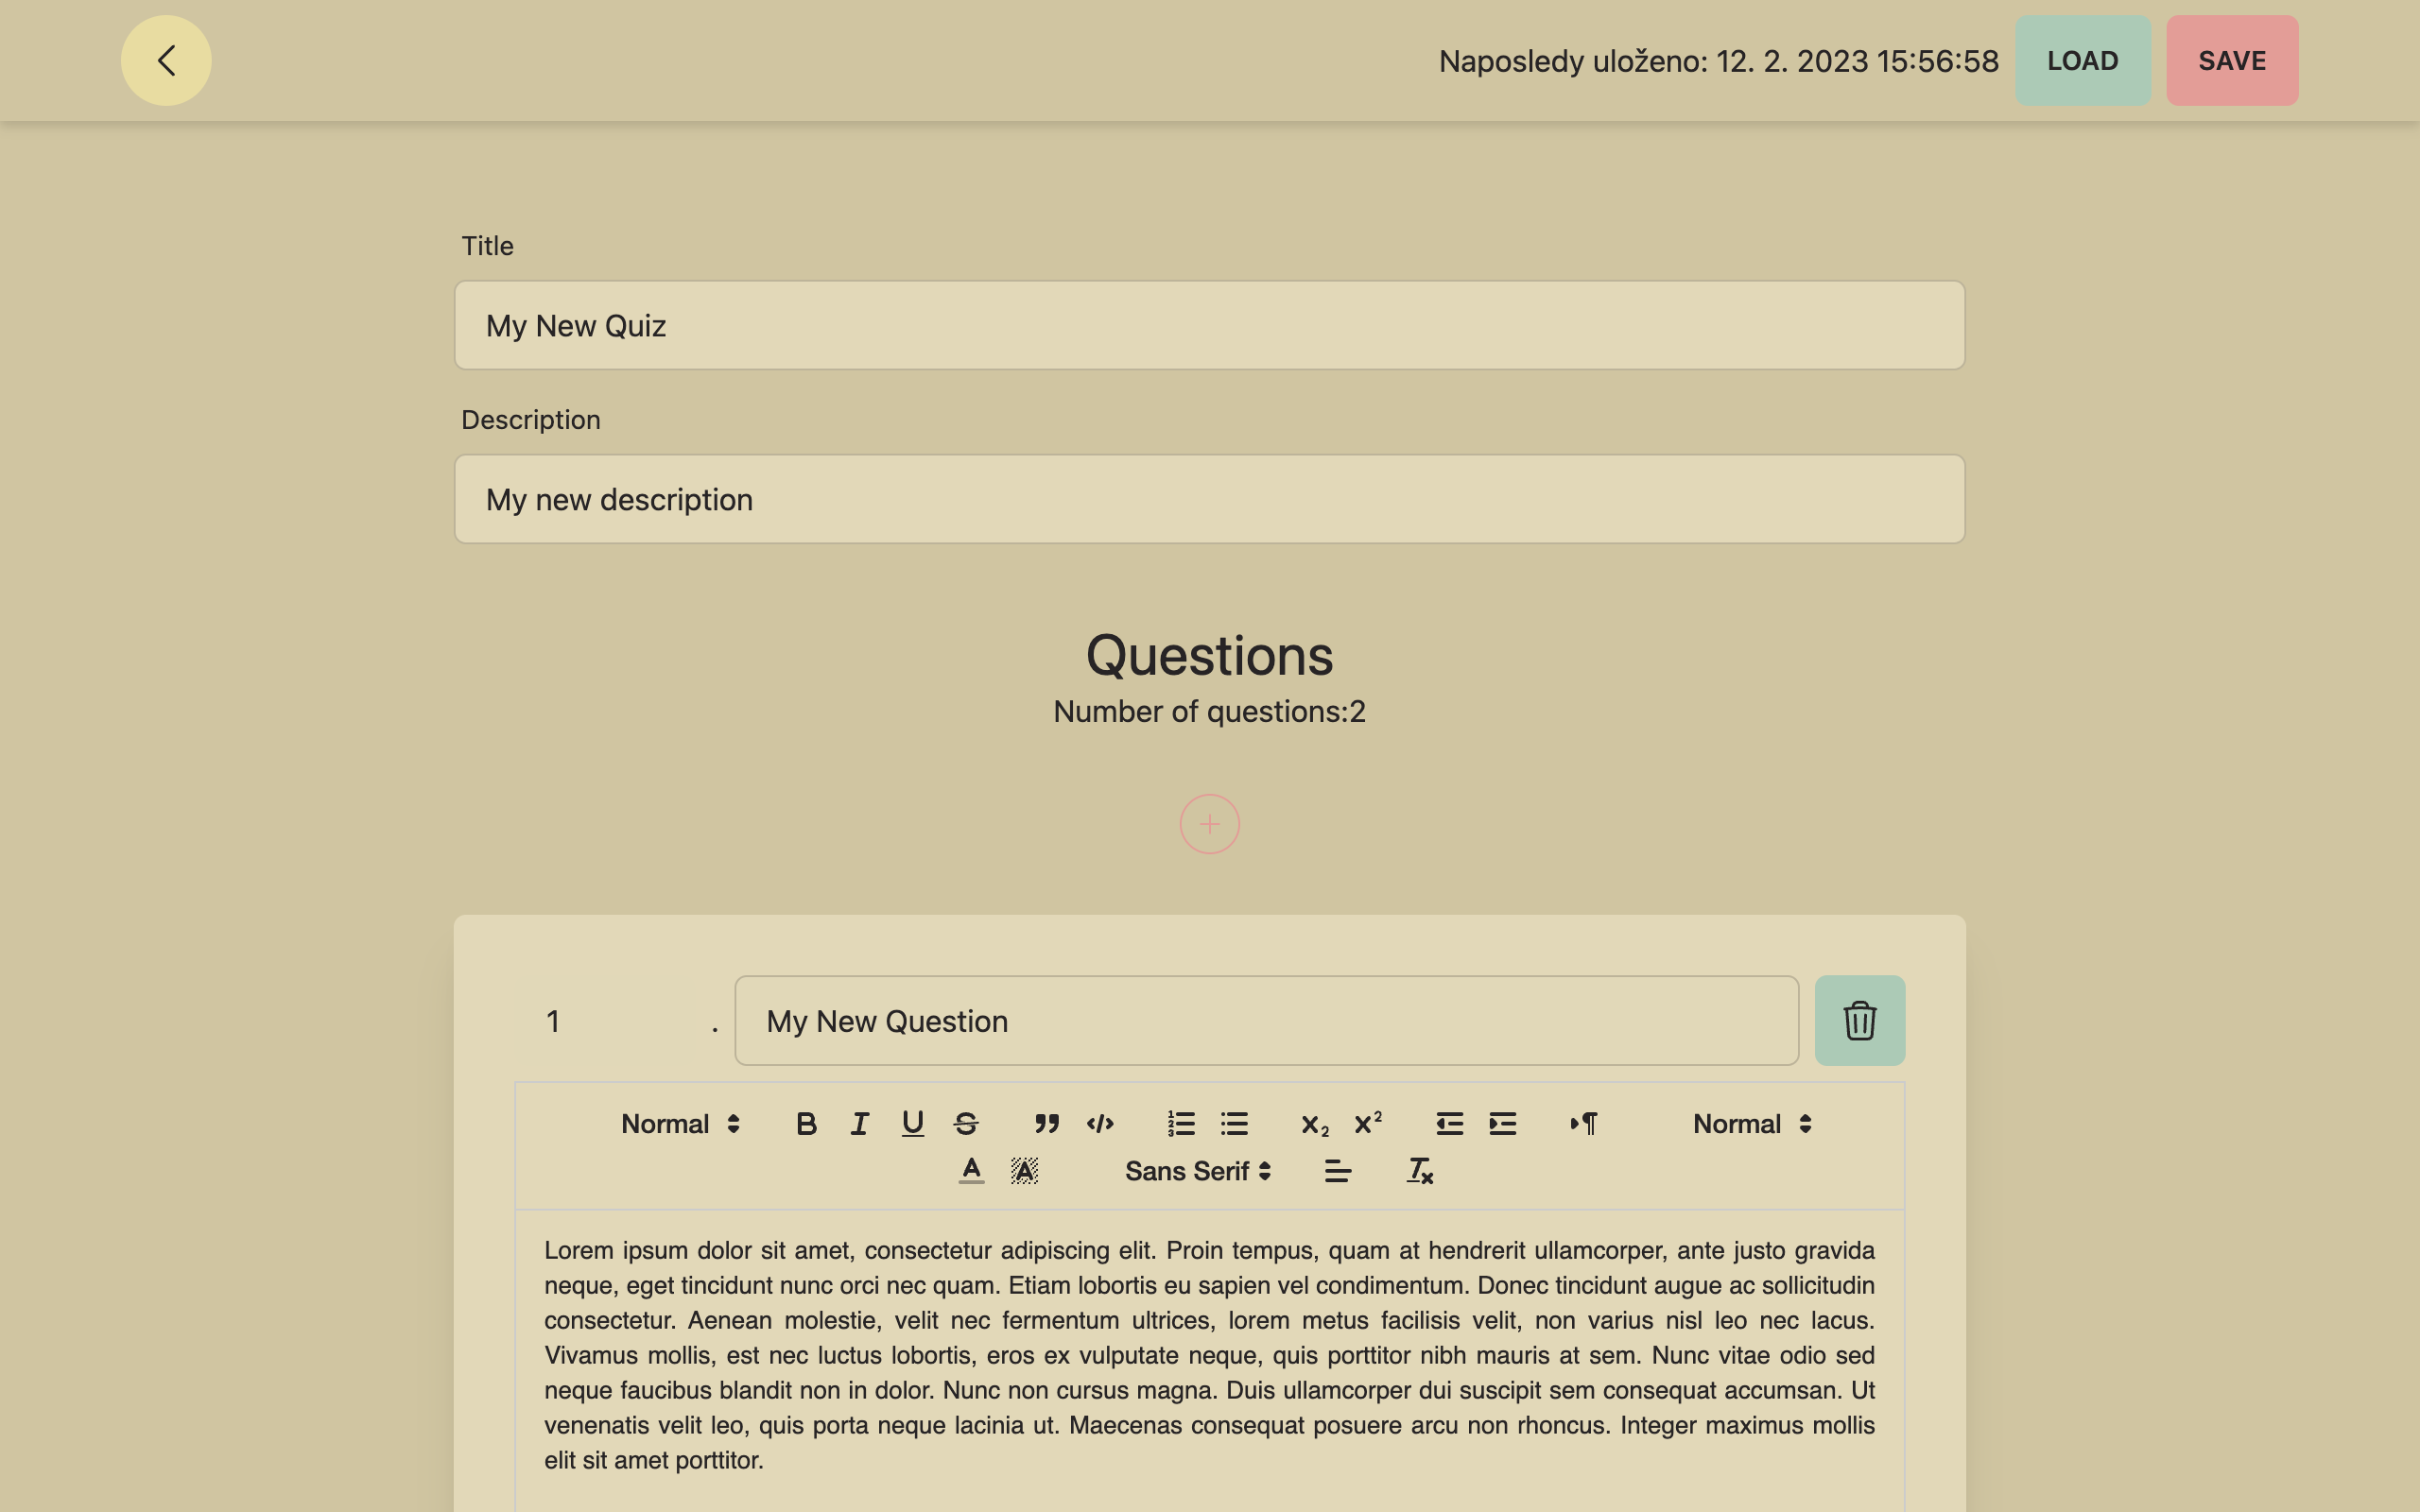 Naposledy uloženo: 12. 2. 2023 15:56:58 LOAD SAVE
Title
My New Quiz
Description
My new description
Questions
Number of questions:2
1 . My New Question
Normal Normal
Sans Serif
Lorem ipsum dolor sit amet, consectetur adipiscing elit. Proin tempus, quam at hendrerit ullamcorper, ante justo gravida
neque, eget tincidunt nunc orci nec quam. Etiam lobortis eu sapien vel condimentum. Donec tincidunt augue ac sollicitudin
consectetur. Aenean molestie, velit nec fermentum ultrices, lorem metus facilisis velit, non varius nisl leo nec lacus.
Vivamus mollis, est nec luctus lobortis, eros ex vulputate neque, quis porttitor nibh mauris at sem. Nunc vitae odio sed
neque faucibus blandit non in dolor. Nunc non cursus magna. Duis ullamcorper dui suscipit sem consequat accumsan. Ut
venenatis velit leo, quis porta neque lacinia ut. Maecenas consequat posuere arcu non rhoncus. Integer maximus mollis
elit sit amet porttitor.